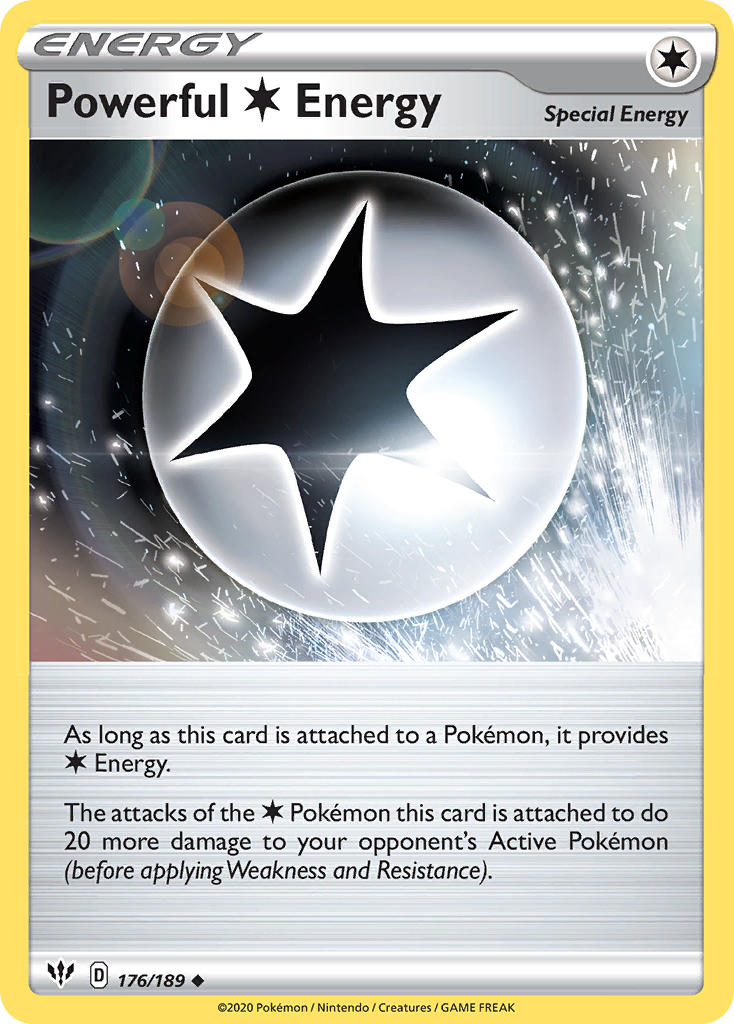 ENERGY
Powerful ✶ Energy
Special Energy
As long as this card is attached to a Pokémon, it provides
✶ Energy.
The attacks of the ✶ Pokémon this card is attached to do
20 more damage to your opponent's Active Pokémon
(before applying Weakness and Resistance).
D 176/189 ◆
©2020 Pokémon / Nintendo / Creatures / GAME FREAK